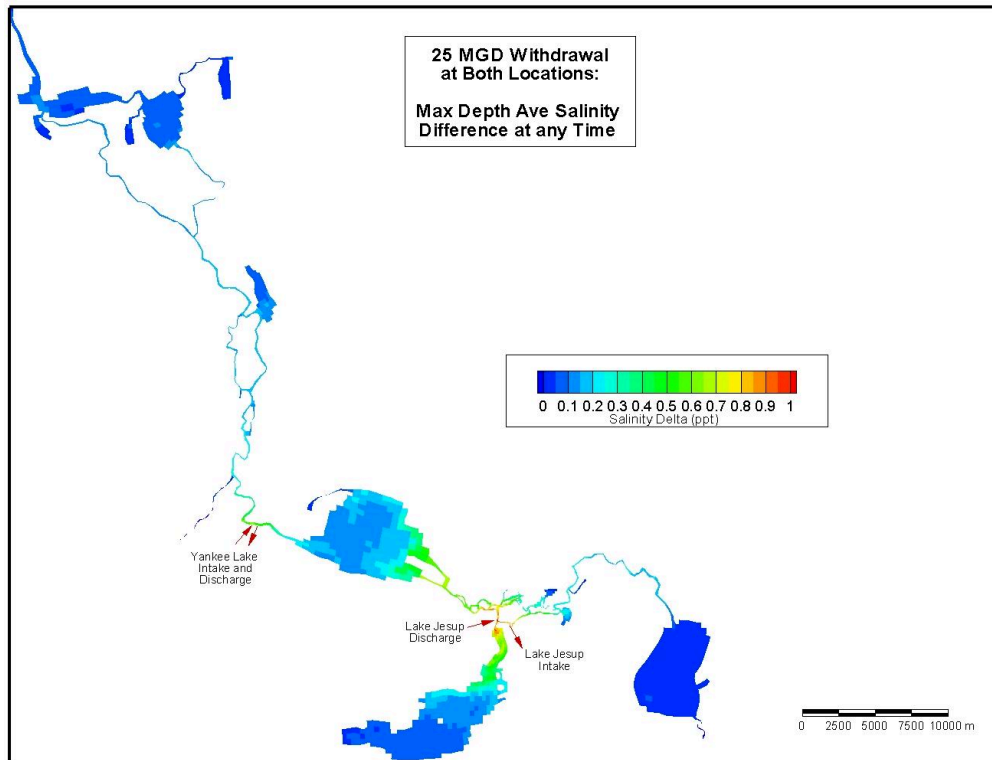 25 MGD Withdrawal
at Both Locations:
Max Depth Ave Salinity
Difference at any Time
0 0.1 0.2 0.3 0.4 0.5 0.6 0.7 0.8 0.9 1
Salinity Delta (ppt)
Yankee Lake
Intake and
Discharge
Lake Jesup
Discharge
Lake Jesup
Intake
0 2500 5000 7500 10000 m